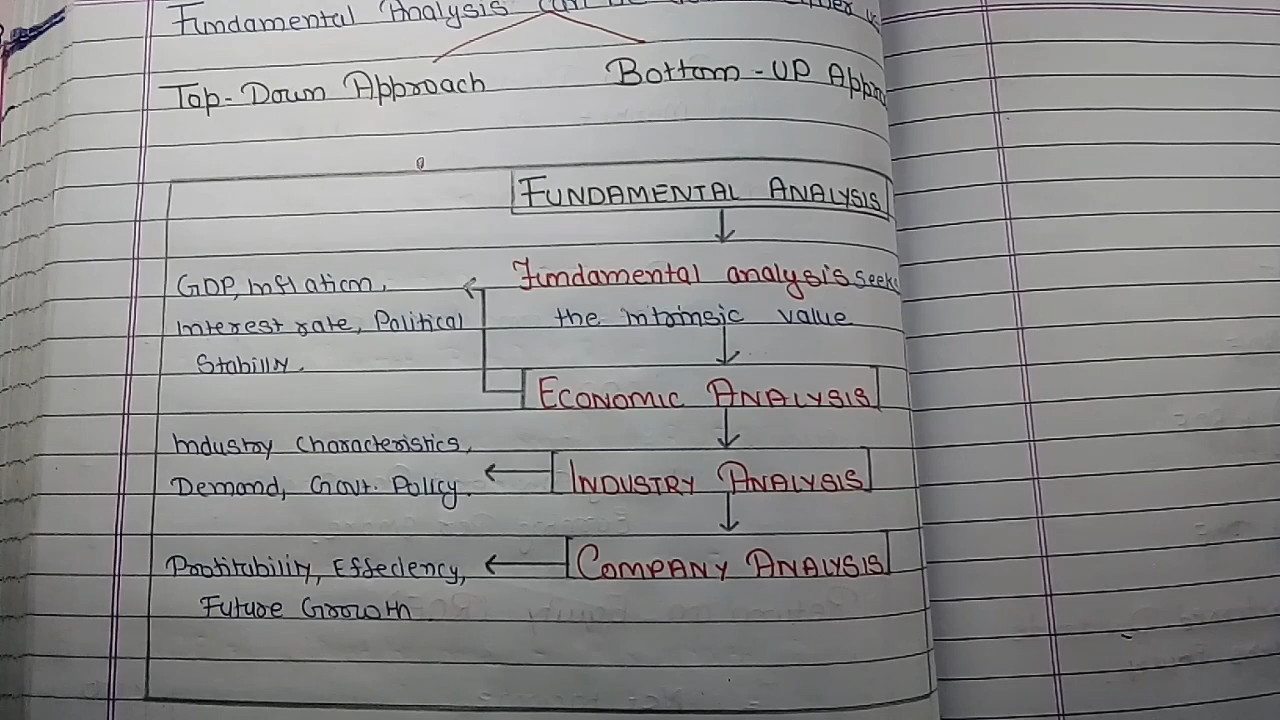 Fundamental Analysis
Top-Down Approach Bottom-UP Appro
FUNDAMENTAL ANALYSIS
GDP, Inflation, Fundamental analysis seeks
Interest rate, Political the intrinsic value
Stability.
ECONOMIC ANALYSIS
Industry Characteristics,
Demand, Govt. Policy. INDUSTRY ANALYSIS
Profitability, Effeciency, COMPANY ANALYSIS
Future Growth